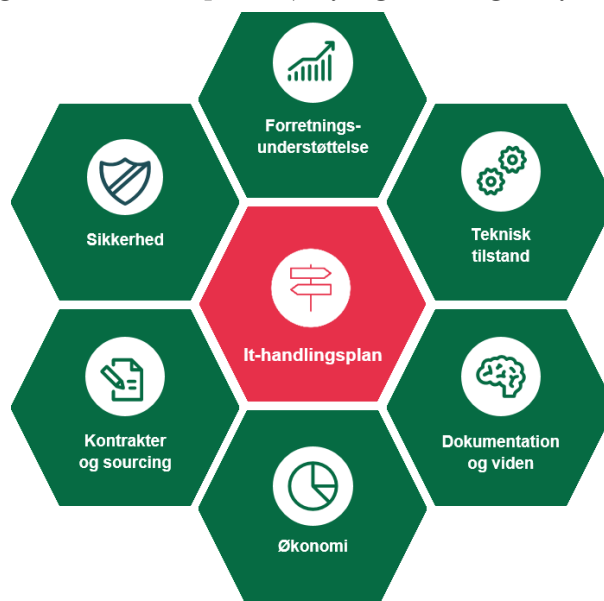 Forretnings-
understøttelse
Sikkerhed
Teknisk
tilstand
It-handlingsplan
Kontrakter
og sourcing
Dokumentation
og viden
Økonomi